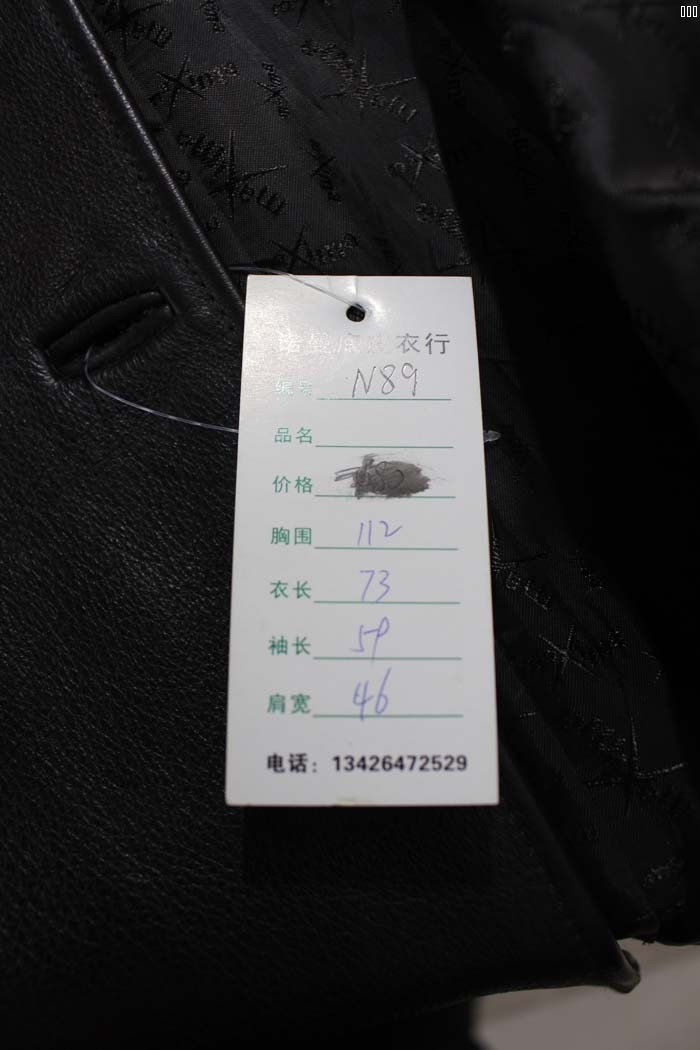 衣行
编号 N89
品名
价格
胸围 112
衣长 73
袖长 59
肩宽 46
电话：13426472529